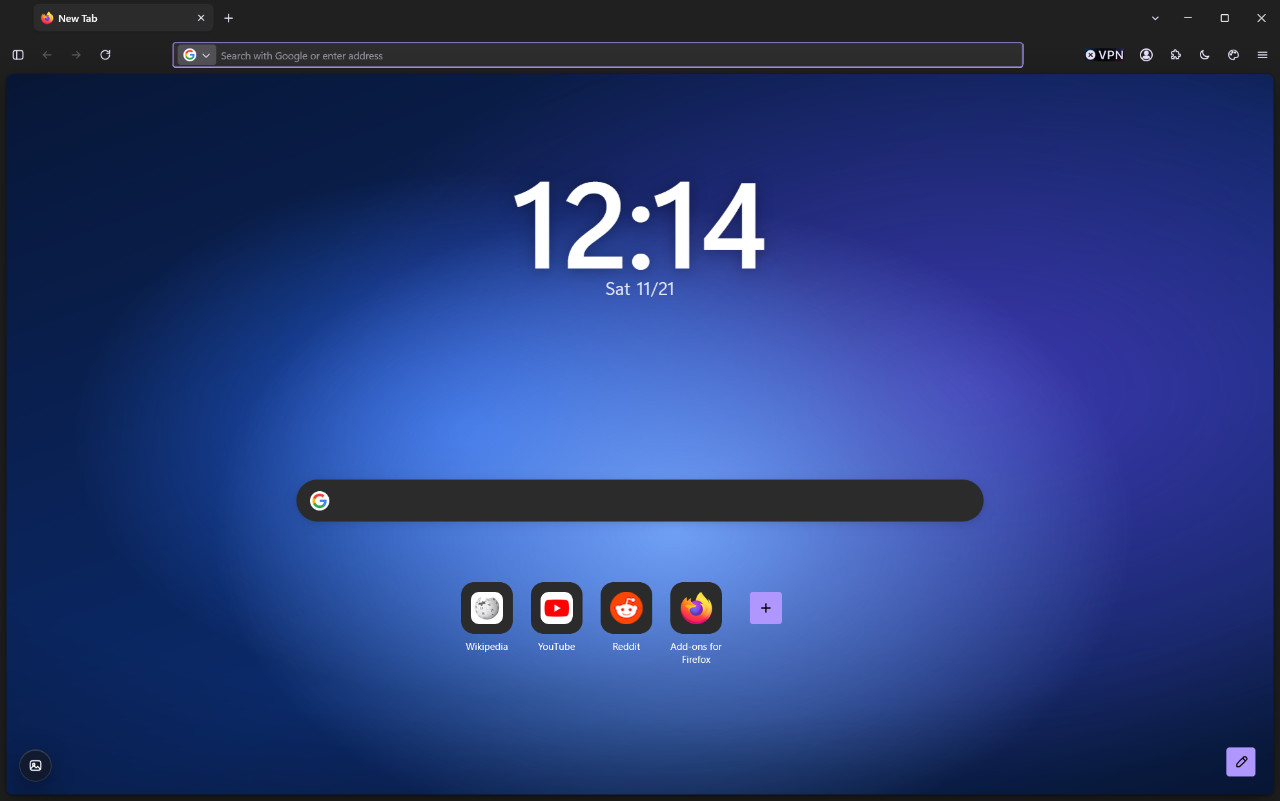 New Tab
Search with Google or enter address
VPN
12:14
Sat 11/21
Wikipedia
YouTube
Reddit
Add-ons for
Firefox